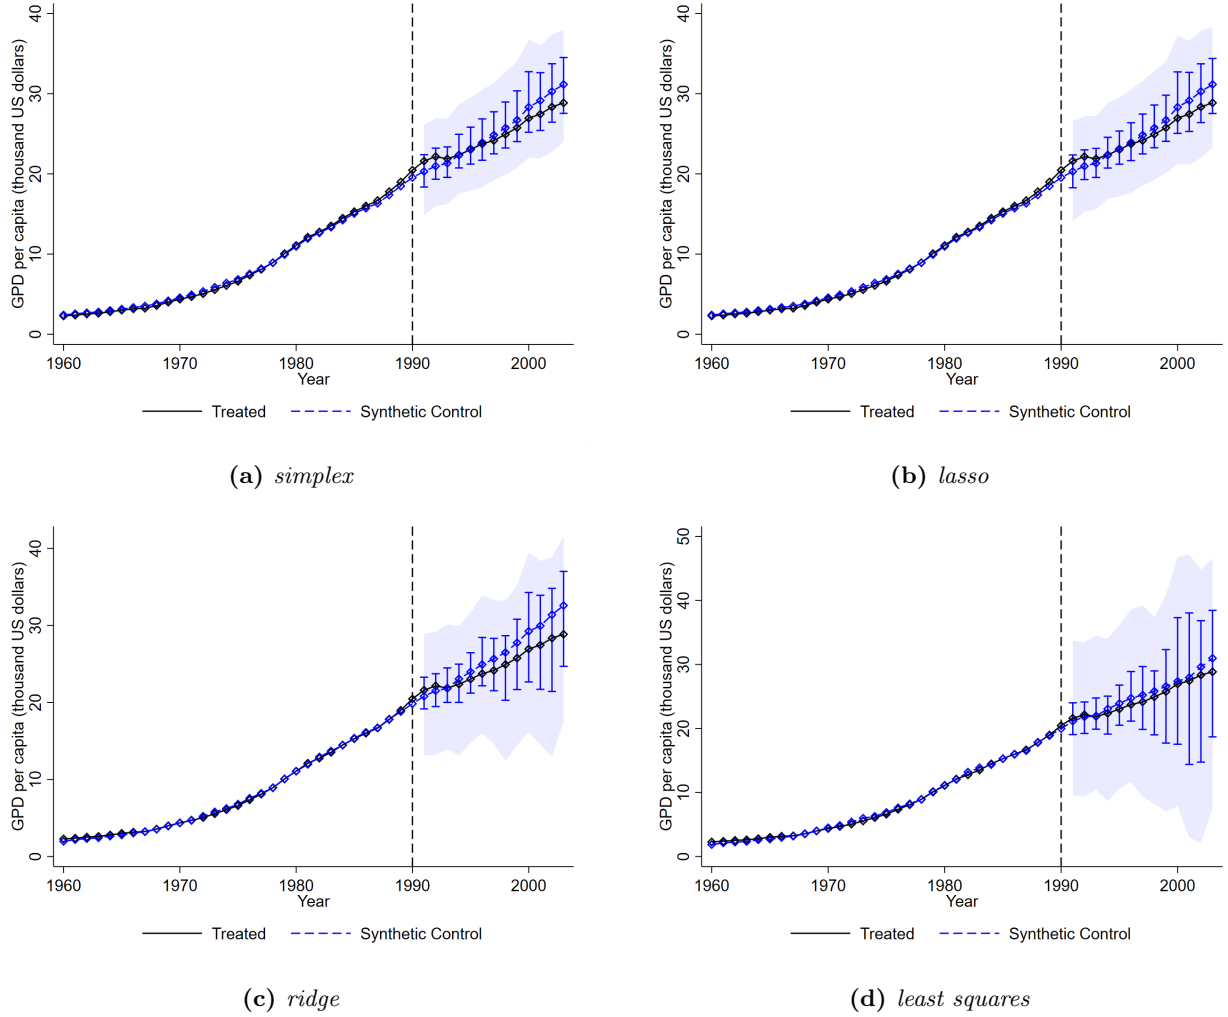 GPD per capita (thousand US dollars)
40
30
20
10
0
1960 1970 1980 1990 2000
Year
Treated Synthetic Control
(a) simplex
GPD per capita (thousand US dollars)
40
30
20
10
0
1960 1970 1980 1990 2000
Year
Treated Synthetic Control
(b) lasso
GPD per capita (thousand US dollars)
40
30
20
10
0
1960 1970 1980 1990 2000
Year
Treated Synthetic Control
(c) ridge
GPD per capita (thousand US dollars)
50
40
30
20
10
0
1960 1970 1980 1990 2000
Year
Treated Synthetic Control
(d) least squares